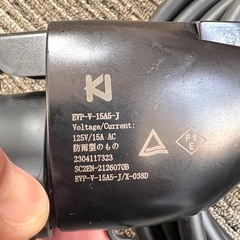 EVP-V-15A5-J
Voltage/Current:
125V/15A AC
防雨型のもの
2304117323
SC2EN-2126070B
EVP-V-15A5-J/X-038D
P
S
E